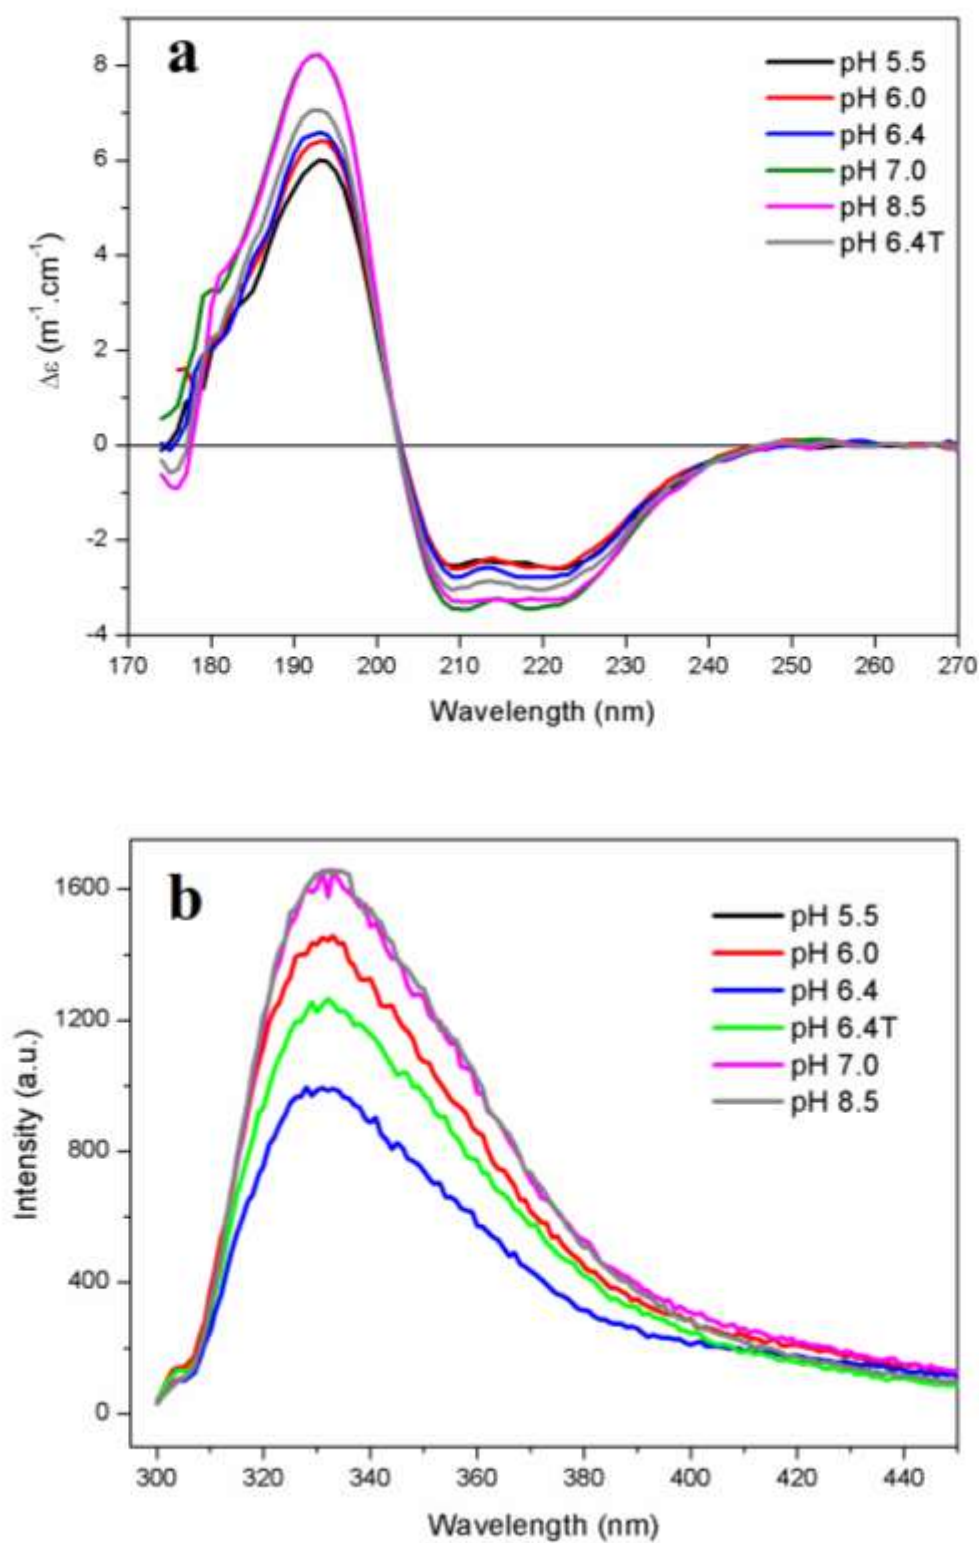 a
pH 5.5
pH 6.0
pH 6.4
pH 7.0
pH 8.5
pH 6.4T
8
6
4
2
0
-2
-4
Δε (m⁻¹.cm⁻¹)
170 180 190 200 210 220 230 240 250 260 270
Wavelength (nm)
b
pH 5.5
pH 6.0
pH 6.4
pH 6.4T
pH 7.0
pH 8.5
1600
1200
800
400
0
Intensity (a.u.)
300 320 340 360 380 400 420 440
Wavelength (nm)